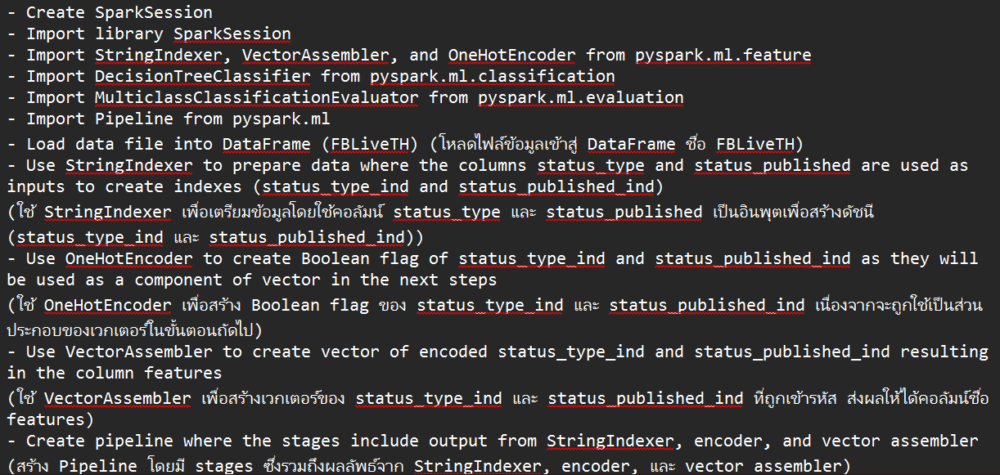 - Create SparkSession
- Import library SparkSession
- Import StringIndexer, VectorAssembler, and OneHotEncoder from pyspark.ml.feature
- Import DecisionTreeClassifier from pyspark.ml.classification
- Import MulticlassClassificationEvaluator from pyspark.ml.evaluation
- Import Pipeline from pyspark.ml
- Load data file into DataFrame (FBLiveTH) (โหลดไฟล์ข้อมูลเข้าสู่ DataFrame ชื่อ FBLiveTH)
- Use StringIndexer to prepare data where the columns status_type and status_published are used as
inputs to create indexes (status_type_ind and status_published_ind)
(ใช้ StringIndexer เพื่อเตรียมข้อมูลโดยใช้คอลัมน์ status_type และ status_published เป็นอินพุตเพื่อสร้างดัชนี
(status_type_ind และ status_published_ind))
- Use OneHotEncoder to create Boolean flag of status_type_ind and status_published_ind as they will
be used as a component of vector in the next steps
(ใช้ OneHotEncoder เพื่อสร้าง Boolean flag ของ status_type_ind และ status_published_ind เนื่องจากจะถูกใช้เป็นส่วน
ประกอบของเวกเตอร์ในขั้นตอนถัดไป)
- Use VectorAssembler to create vector of encoded status_type_ind and status_published_ind resulting
in the column features
(ใช้ VectorAssembler เพื่อสร้างเวกเตอร์ของ status_type_ind และ status_published_ind ที่ถูกเข้ารหัส ส่งผลให้ได้คอลัมน์ชื่อ
features)
- Create pipeline where the stages include output from StringIndexer, encoder, and vector assembler
(สร้าง Pipeline โดยมี stages ซึ่งรวมถึงผลลัพธ์จาก StringIndexer, encoder, และ vector assembler)